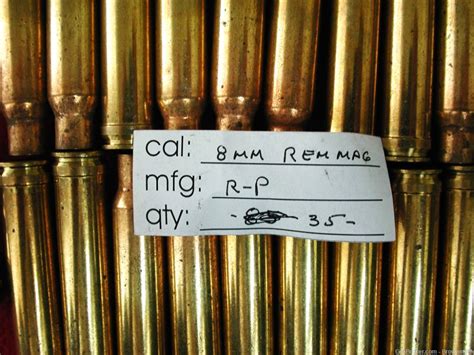 cal: 8MM REM MAG
mfg: R-P
qty: - 35 -